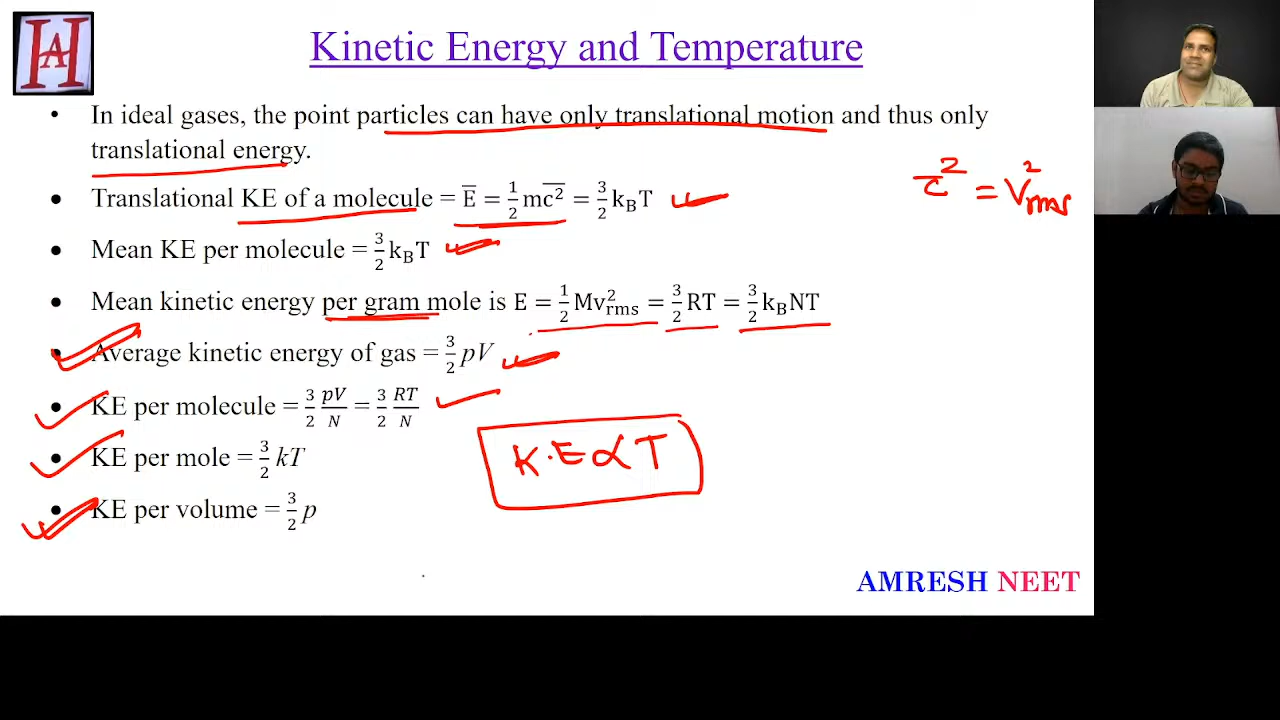 HA
Kinetic Energy and Temperature
• In ideal gases, the point particles can have only translational motion and thus only
translational energy.
• Translational KE of a molecule = E̅ = 1/2 mc̅²̅ = 3/2 k_BT
c̅² = V²rms
• Mean KE per molecule = 3/2 k_BT
• Mean kinetic energy per gram mole is E = 1/2 Mv²rms = 3/2 RT = 3/2 k_BNT
• Average kinetic energy of gas = 3/2 pV
• KE per molecule = 3/2 pV/N = 3/2 RT/N
• KE per mole = 3/2 kT
K.E ∝ T
• KE per volume = 3/2 p
AMRESH NEET